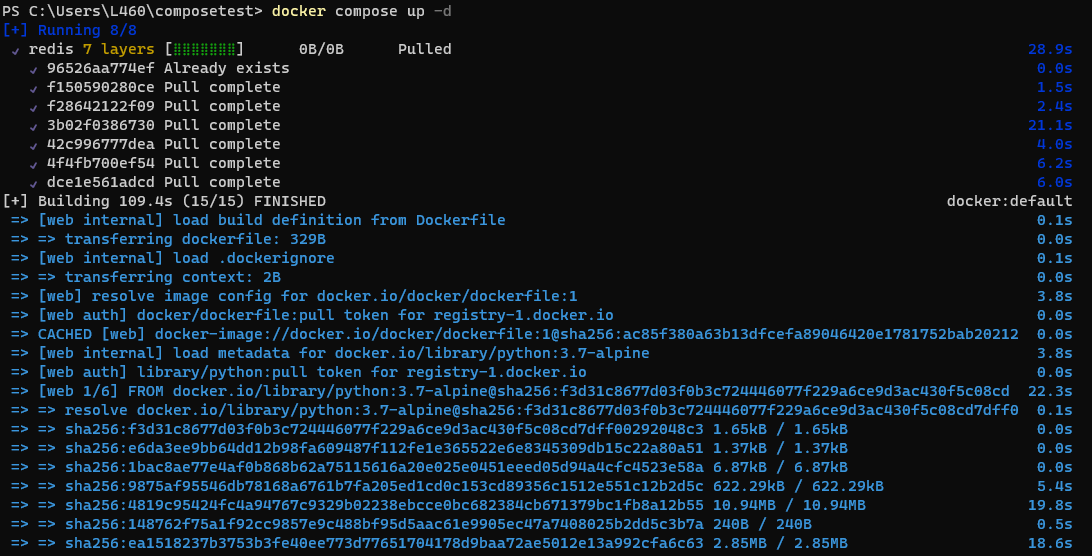 PS C:\Users\L460\composetest> docker compose up -d
[+] Running 8/8
✔ redis 7 layers [⣿⣿⣿⣿⣿⣿⣿] 0B/0B Pulled 28.9s
✔ 96526aa774ef Already exists 0.0s
✔ f150590280ce Pull complete 1.5s
✔ f28642122f09 Pull complete 2.4s
✔ 3b02f0386730 Pull complete 21.1s
✔ 42c996777dea Pull complete 4.0s
✔ 4f4fb700ef54 Pull complete 6.2s
✔ dce1e561adcd Pull complete 6.0s
[+] Building 109.4s (15/15) FINISHED docker:default
=> [web internal] load build definition from Dockerfile 0.1s
=> => transferring dockerfile: 329B 0.0s
=> [web internal] load .dockerignore 0.1s
=> => transferring context: 2B 0.0s
=> [web] resolve image config for docker.io/docker/dockerfile:1 3.8s
=> [web auth] docker/dockerfile:pull token for registry-1.docker.io 0.0s
=> CACHED [web] docker-image://docker.io/docker/dockerfile:1@sha256:ac85f380a63b13dfcefa89046420e1781752bab20212 0.0s
=> [web internal] load metadata for docker.io/library/python:3.7-alpine 3.8s
=> [web auth] library/python:pull token for registry-1.docker.io 0.0s
=> [web 1/6] FROM docker.io/library/python:3.7-alpine@sha256:f3d31c8677d03f0b3c724446077f229a6ce9d3ac430f5c08cd 22.3s
=> => resolve docker.io/library/python:3.7-alpine@sha256:f3d31c8677d03f0b3c724446077f229a6ce9d3ac430f5c08cd7dff0 0.1s
=> => sha256:f3d31c8677d03f0b3c724446077f229a6ce9d3ac430f5c08cd7dff00292048c3 1.65kB / 1.65kB 0.0s
=> => sha256:e6da3ee9bb64dd12b98fa609487f112fe1e365522e6e8345309db15c22a80a51 1.37kB / 1.37kB 0.0s
=> => sha256:1bac8ae77e4af0b868b62a75115616a20e025e0451eeed05d94a4cfc4523e58a 6.87kB / 6.87kB 0.0s
=> => sha256:9875af95546db78168a6761b7fa205ed1cd0c153cd89356c1512e551c12b2d5c 622.29kB / 622.29kB 5.4s
=> => sha256:4819c95424fc4a94767c9329b02238ebcce0bc682384cb671379bc1fb8a12b55 10.94MB / 10.94MB 19.8s
=> => sha256:148762f75a1f92cc9857e9c488bf95d5aac61e9905ec47a7408025b2dd5c3b7a 240B / 240B 0.5s
=> => sha256:ea1518237b3753b3fe40ee773d77651704178d9baa72ae5012e13a992cfa6c63 2.85MB / 2.85MB 18.6s